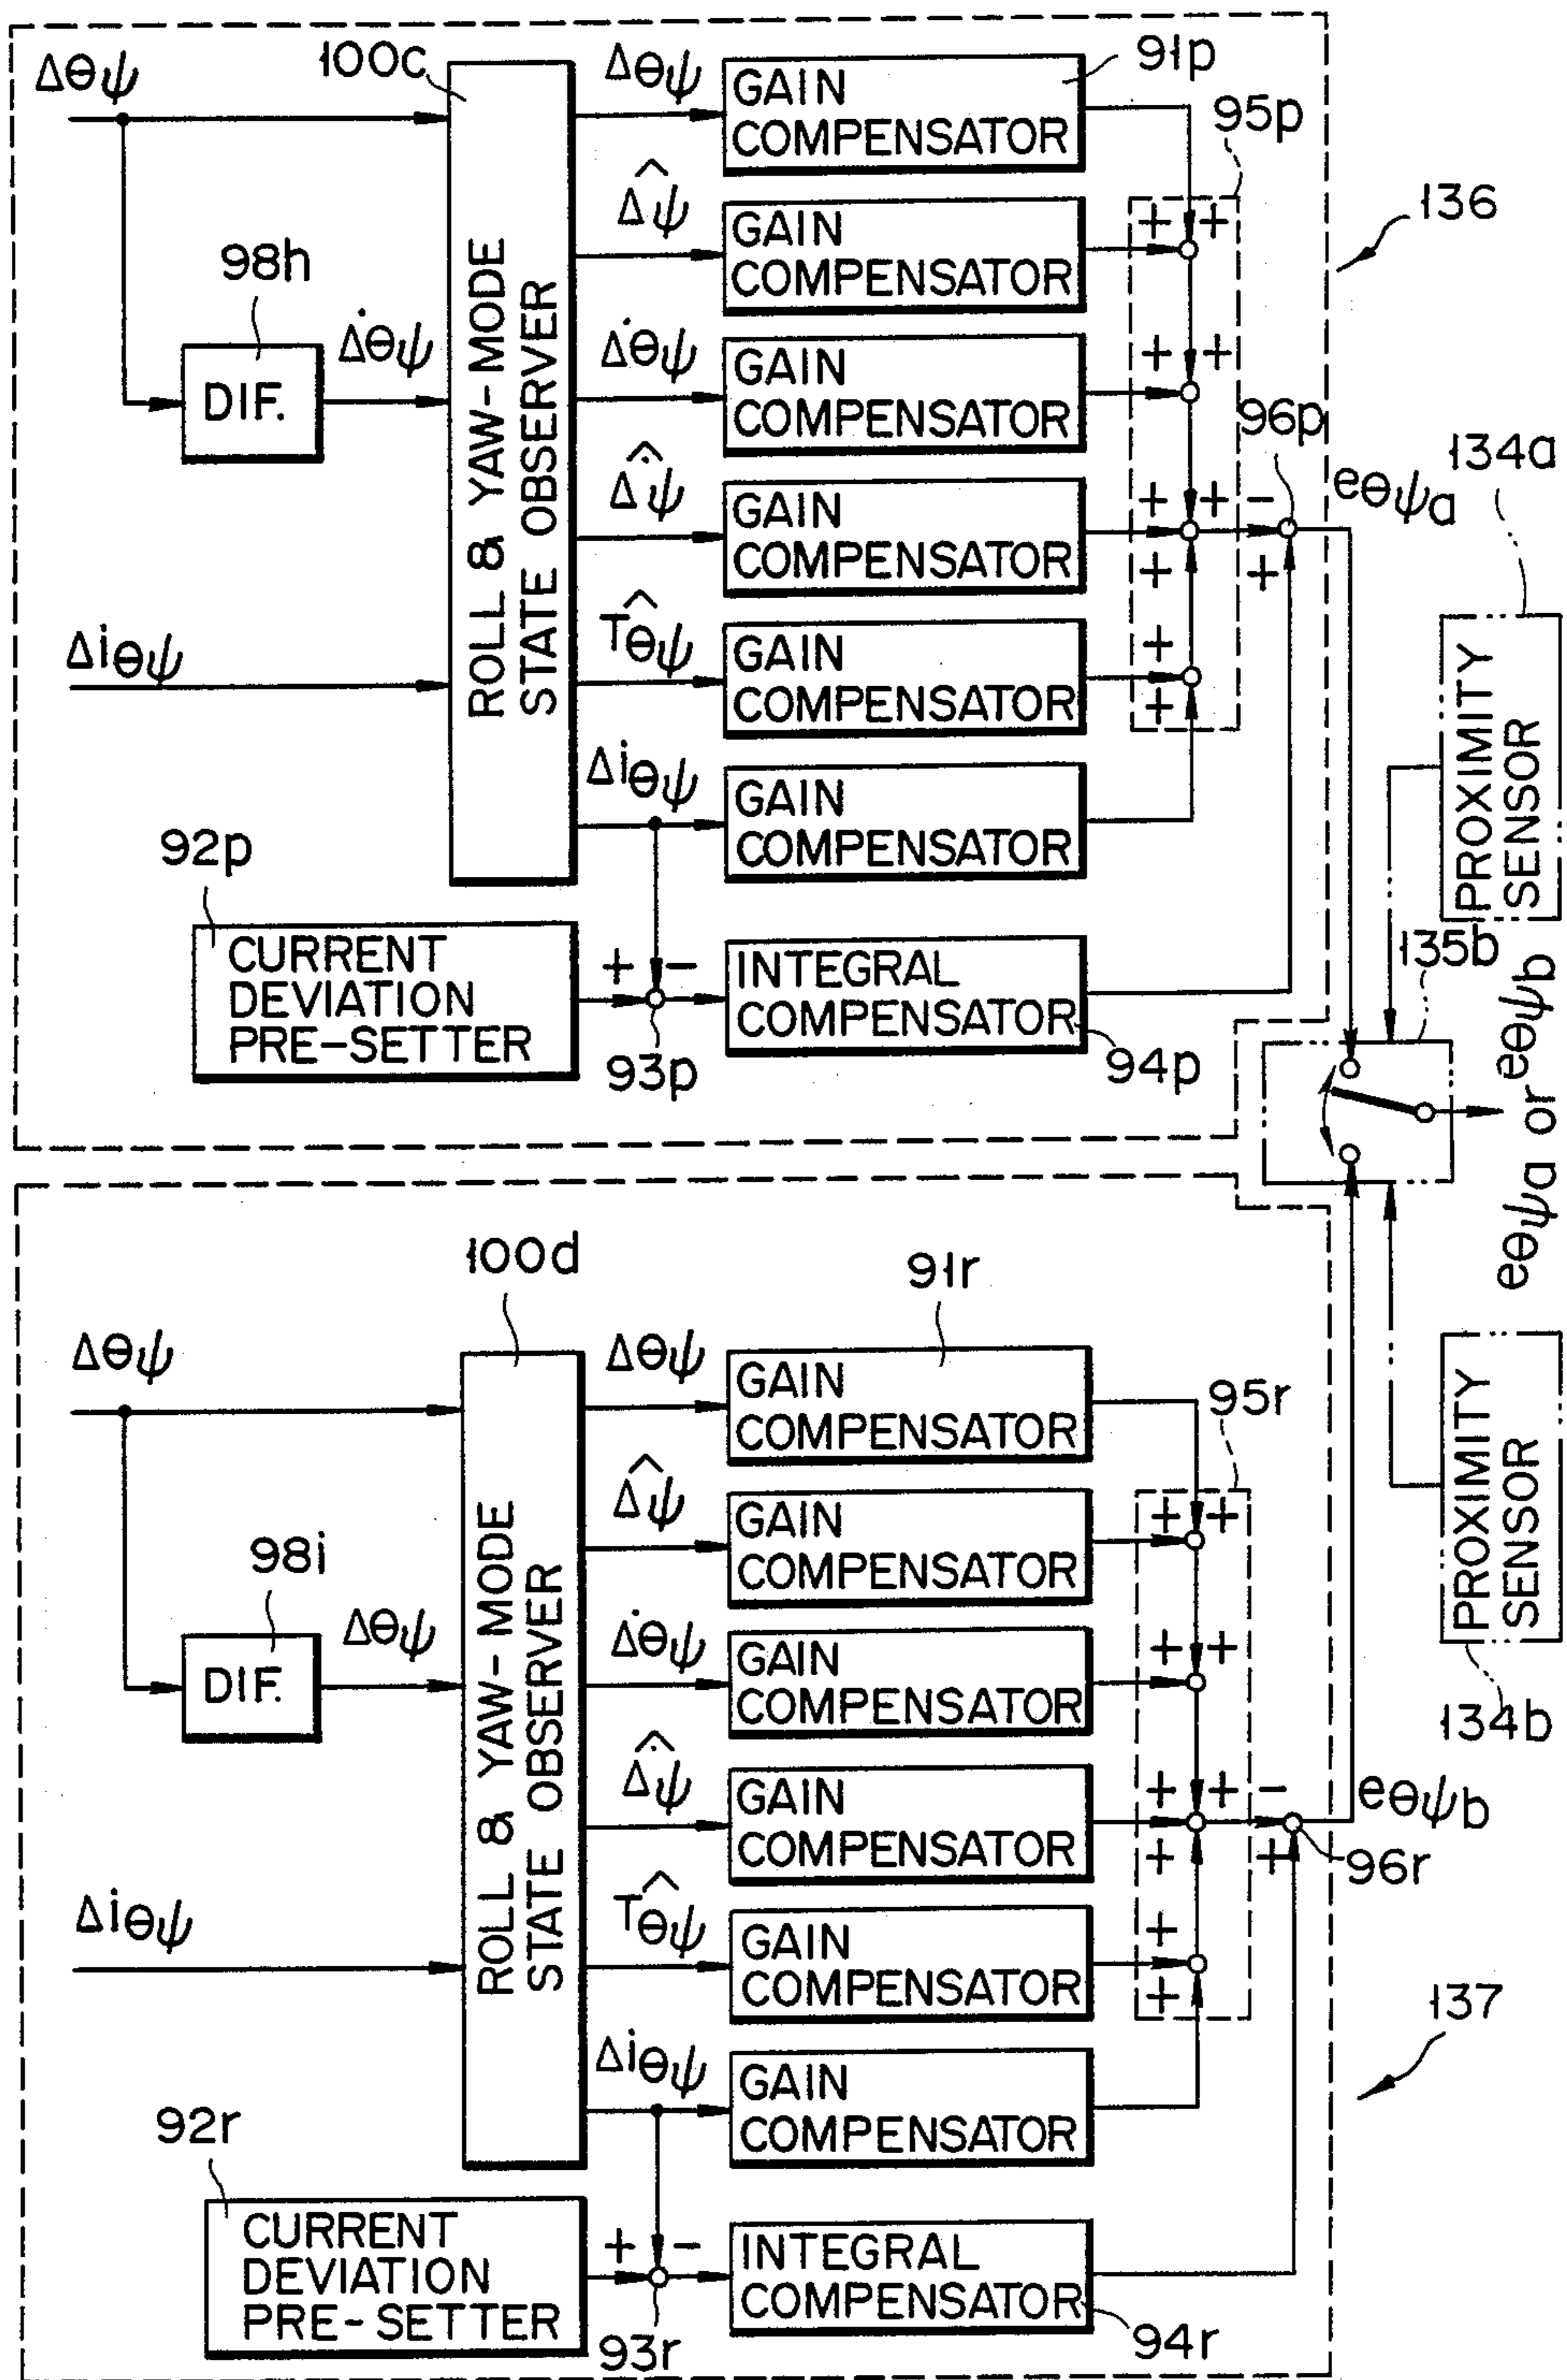 Δθψ
100c
Δθψ
GAIN
COMPENSATOR
91p
95p
136
Δ̂ψ
GAIN
COMPENSATOR
98h
DIF.
Δθ̇ψ
ROLL & YAW-MODE
STATE OBSERVER
Δθ̇ψ
GAIN
COMPENSATOR
96p
134a
eθψa
Δ̂ψ̇
GAIN
COMPENSATOR
T̂θψ
GAIN
COMPENSATOR
Δiθψ
Δiθψ
GAIN
COMPENSATOR
PROXIMITY
SENSOR
92p
CURRENT
DEVIATION
PRE-SETTER
+ −
93p
INTEGRAL
COMPENSATOR
94p
135b
+ +
+ +
+ + −
+ +
+
+
eθψa or eθψb
100d
91r
Δθψ
Δθψ
GAIN
COMPENSATOR
95r
PROXIMITY
SENSOR
134b
Δ̂ψ
GAIN
COMPENSATOR
98i
DIF.
Δθψ
ROLL & YAW-MODE
STATE OBSERVER
Δθ̇ψ
GAIN
COMPENSATOR
Δ̂ψ̇
GAIN
COMPENSATOR
eθψb
96r
T̂θψ
GAIN
COMPENSATOR
Δiθψ
Δiθψ
GAIN
COMPENSATOR
137
92r
CURRENT
DEVIATION
PRE-SETTER
+ −
93r
INTEGRAL
COMPENSATOR
94r
+ +
+ +
+ + −
+ +
+
+